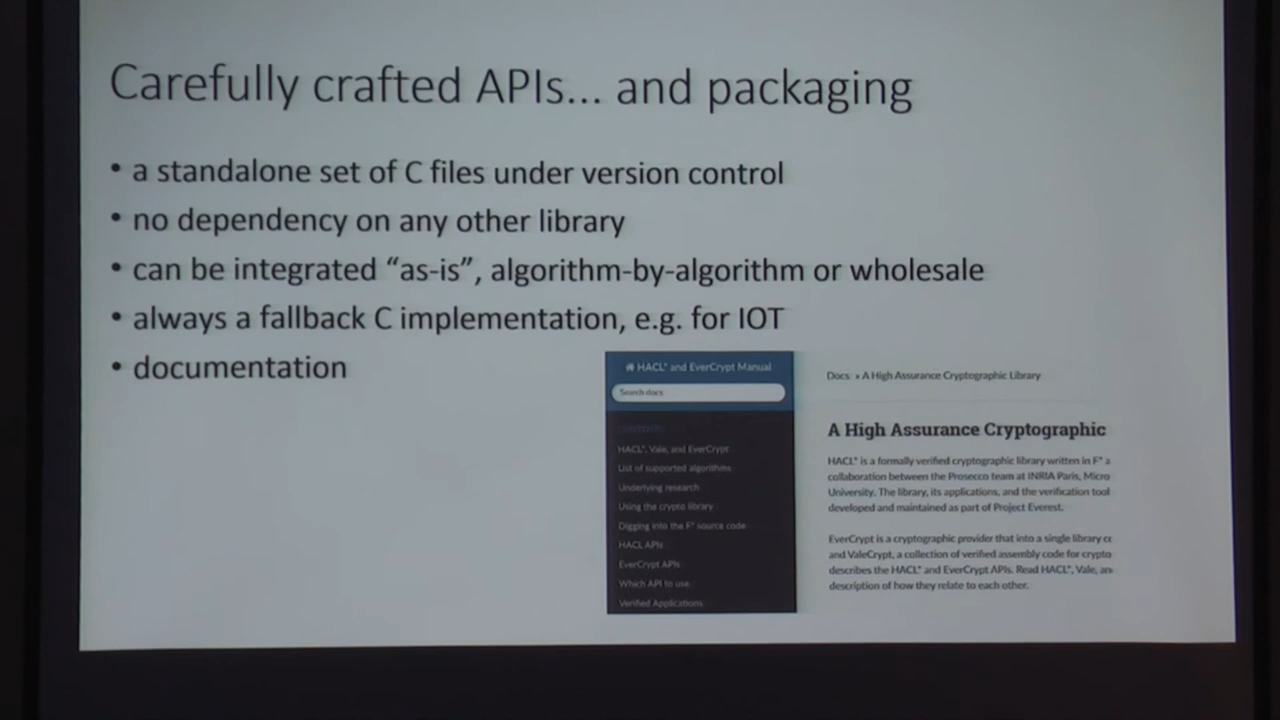 Carefully crafted APIs... and packaging
• a standalone set of C files under version control
• no dependency on any other library
• can be integrated “as-is”, algorithm-by-algorithm or wholesale
• always a fallback C implementation, e.g. for IOT
• documentation
HACL* and EverCrypt Manual
Search docs
CONTENTS:
HACL*, Vale, and EverCrypt
List of supported algorithms
Underlying research
Using the crypto library
Digging into the F* source code
HACL APIs
EverCrypt APIs
Which API to use
Verified Applications
Docs » A High Assurance Cryptographic Library
A High Assurance Cryptographic
HACL* is a formally verified cryptographic library written in F* a
collaboration between the Prosecco team at INRIA Paris, Micro
University. The library, its applications, and the verification tool
developed and maintained as part of Project Everest.
EverCrypt is a cryptographic provider that into a single library
and ValeCrypt, a collection of verified assembly code for crypto
describes the HACL* and EverCrypt APIs. Read HACL*, Vale, an
description of how they relate to each other.